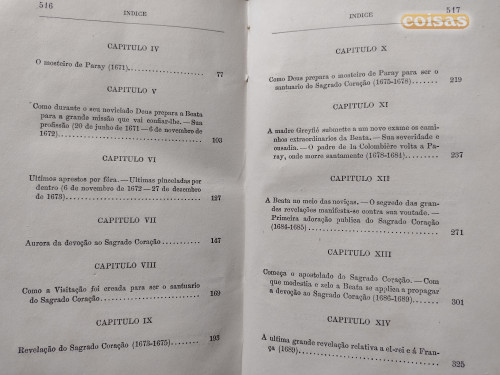 516
INDICE
CAPITULO IV
O mosteiro de Paray (1671)
77
CAPITULO V
Como durante o seu noviciado Deus prepara a Beata
para a grande missão que vai confiar-lhe. — Sua
profissão (20 de junho de 1671 — 6 de novembro de
1672)
103
CAPITULO VI
Ultimos aprestos por fóra. — Ultimas pinceladas por
dentro (6 de novembro de 1672 — 27 de dezembro
de 1673)
127
CAPITULO VII
Aurora da devoção ao Sagrado Coração
147
CAPITULO VIII
Como a Visitação foi creada para ser o santuario
do Sagrado Coração
169
CAPITULO IX
Revelação do Sagrado Coração (1673-1675)
193
INDICE
517
coisas
CAPITULO X
Como Deus prepara o mosteiro de Paray para ser o
santuario do Sagrado Coração (1675-1678)
219
CAPITULO XI
A madre Greyfié submette a um novo exame os cami-
nhos extraordinarios da Beata. — Sua severidade e
ousadia. — O padre de la Colombière volta a Pa-
ray, onde morre santamente (1678-1684)
237
CAPITULO XII
A Beata no meio das noviças. — O segredo das gran-
des revelações manifesta-se contra sua vontade. —
Primeira adoração publica do Sagrado Coração
(1684-1685)
271
CAPITULO XIII
Começa o apostolado do Sagrado Coração. — Com
que modestia e zelo a Beata se applica a propagar
a devoção ao Sagrado Coração (1686-1689)
301
CAPITULO XIV
A ultima grande revelação relativa a el-rei e á Fran-
ça (1689)
325